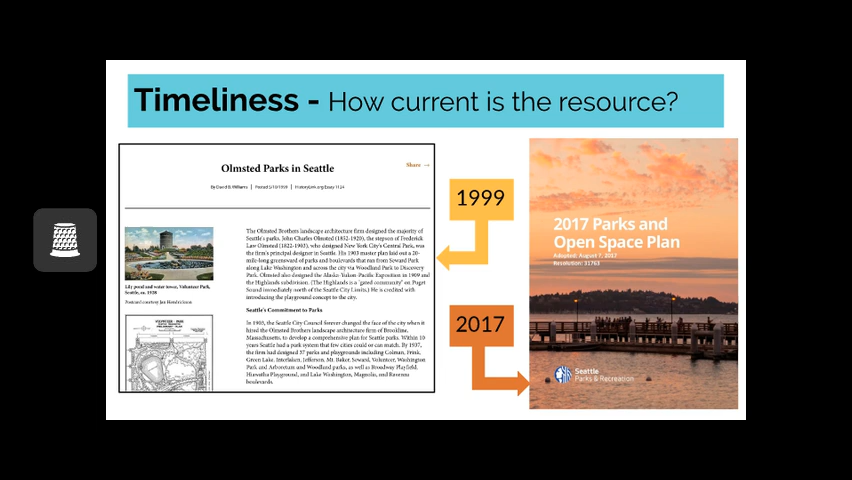 Timeliness - How current is the resource?
Share →
Olmsted Parks in Seattle
By David B. Williams | Posted 5/10/1999 | HistoryLink.org Essay 1124
The Olmsted Brothers landscape architecture firm designed the majority of
Seattle's parks. John Charles Olmsted (1852-1920), the stepson of Frederick
Law Olmsted (1822-1903), who designed New York City's Central Park, was
the firm's principal designer in Seattle. His 1903 master plan laid out a 20-
mile-long greensward of parks and boulevards that ran from Seward Park
along Lake Washington and across the city via Woodland Park to Discovery
Park. Olmsted also designed the Alaska-Yukon-Pacific Exposition in 1909 and
the Highlands subdivision. (The Highlands is a "gated community" on Puget
Sound immediately north of the Seattle City Limits.) He is credited with
introducing the playground concept to the city.
Lily pond and water tower, Volunteer Park,
Seattle, ca. 1920
Postcard courtesy
Seattle's Commitment to Parks
In 1903, the Seattle City Council forever changed the face of the city when it
hired the Olmsted Brothers landscape architecture firm of Brookline,
Massachusetts, to develop a comprehensive plan for Seattle parks. Within 10
years Seattle had a park system that few cities could or can match. By 1937,
the firm had designed 37 parks and playgrounds including Colman, Frink,
Green Lake, Interlaken, Jefferson, Mt. Baker, Seward, Volunteer, Washington
Park and Arboretum and Woodland parks, as well as Broadway Playfield,
Hiawatha Playground, and Lake Washington, Magnolia, and Ravenna
boulevards.
VOLUNTEER PARK
1999
2017
2017 Parks and
Open Space Plan
Adopted: August 7, 2017
Resolution: 31763
Seattle
Parks & Recreation